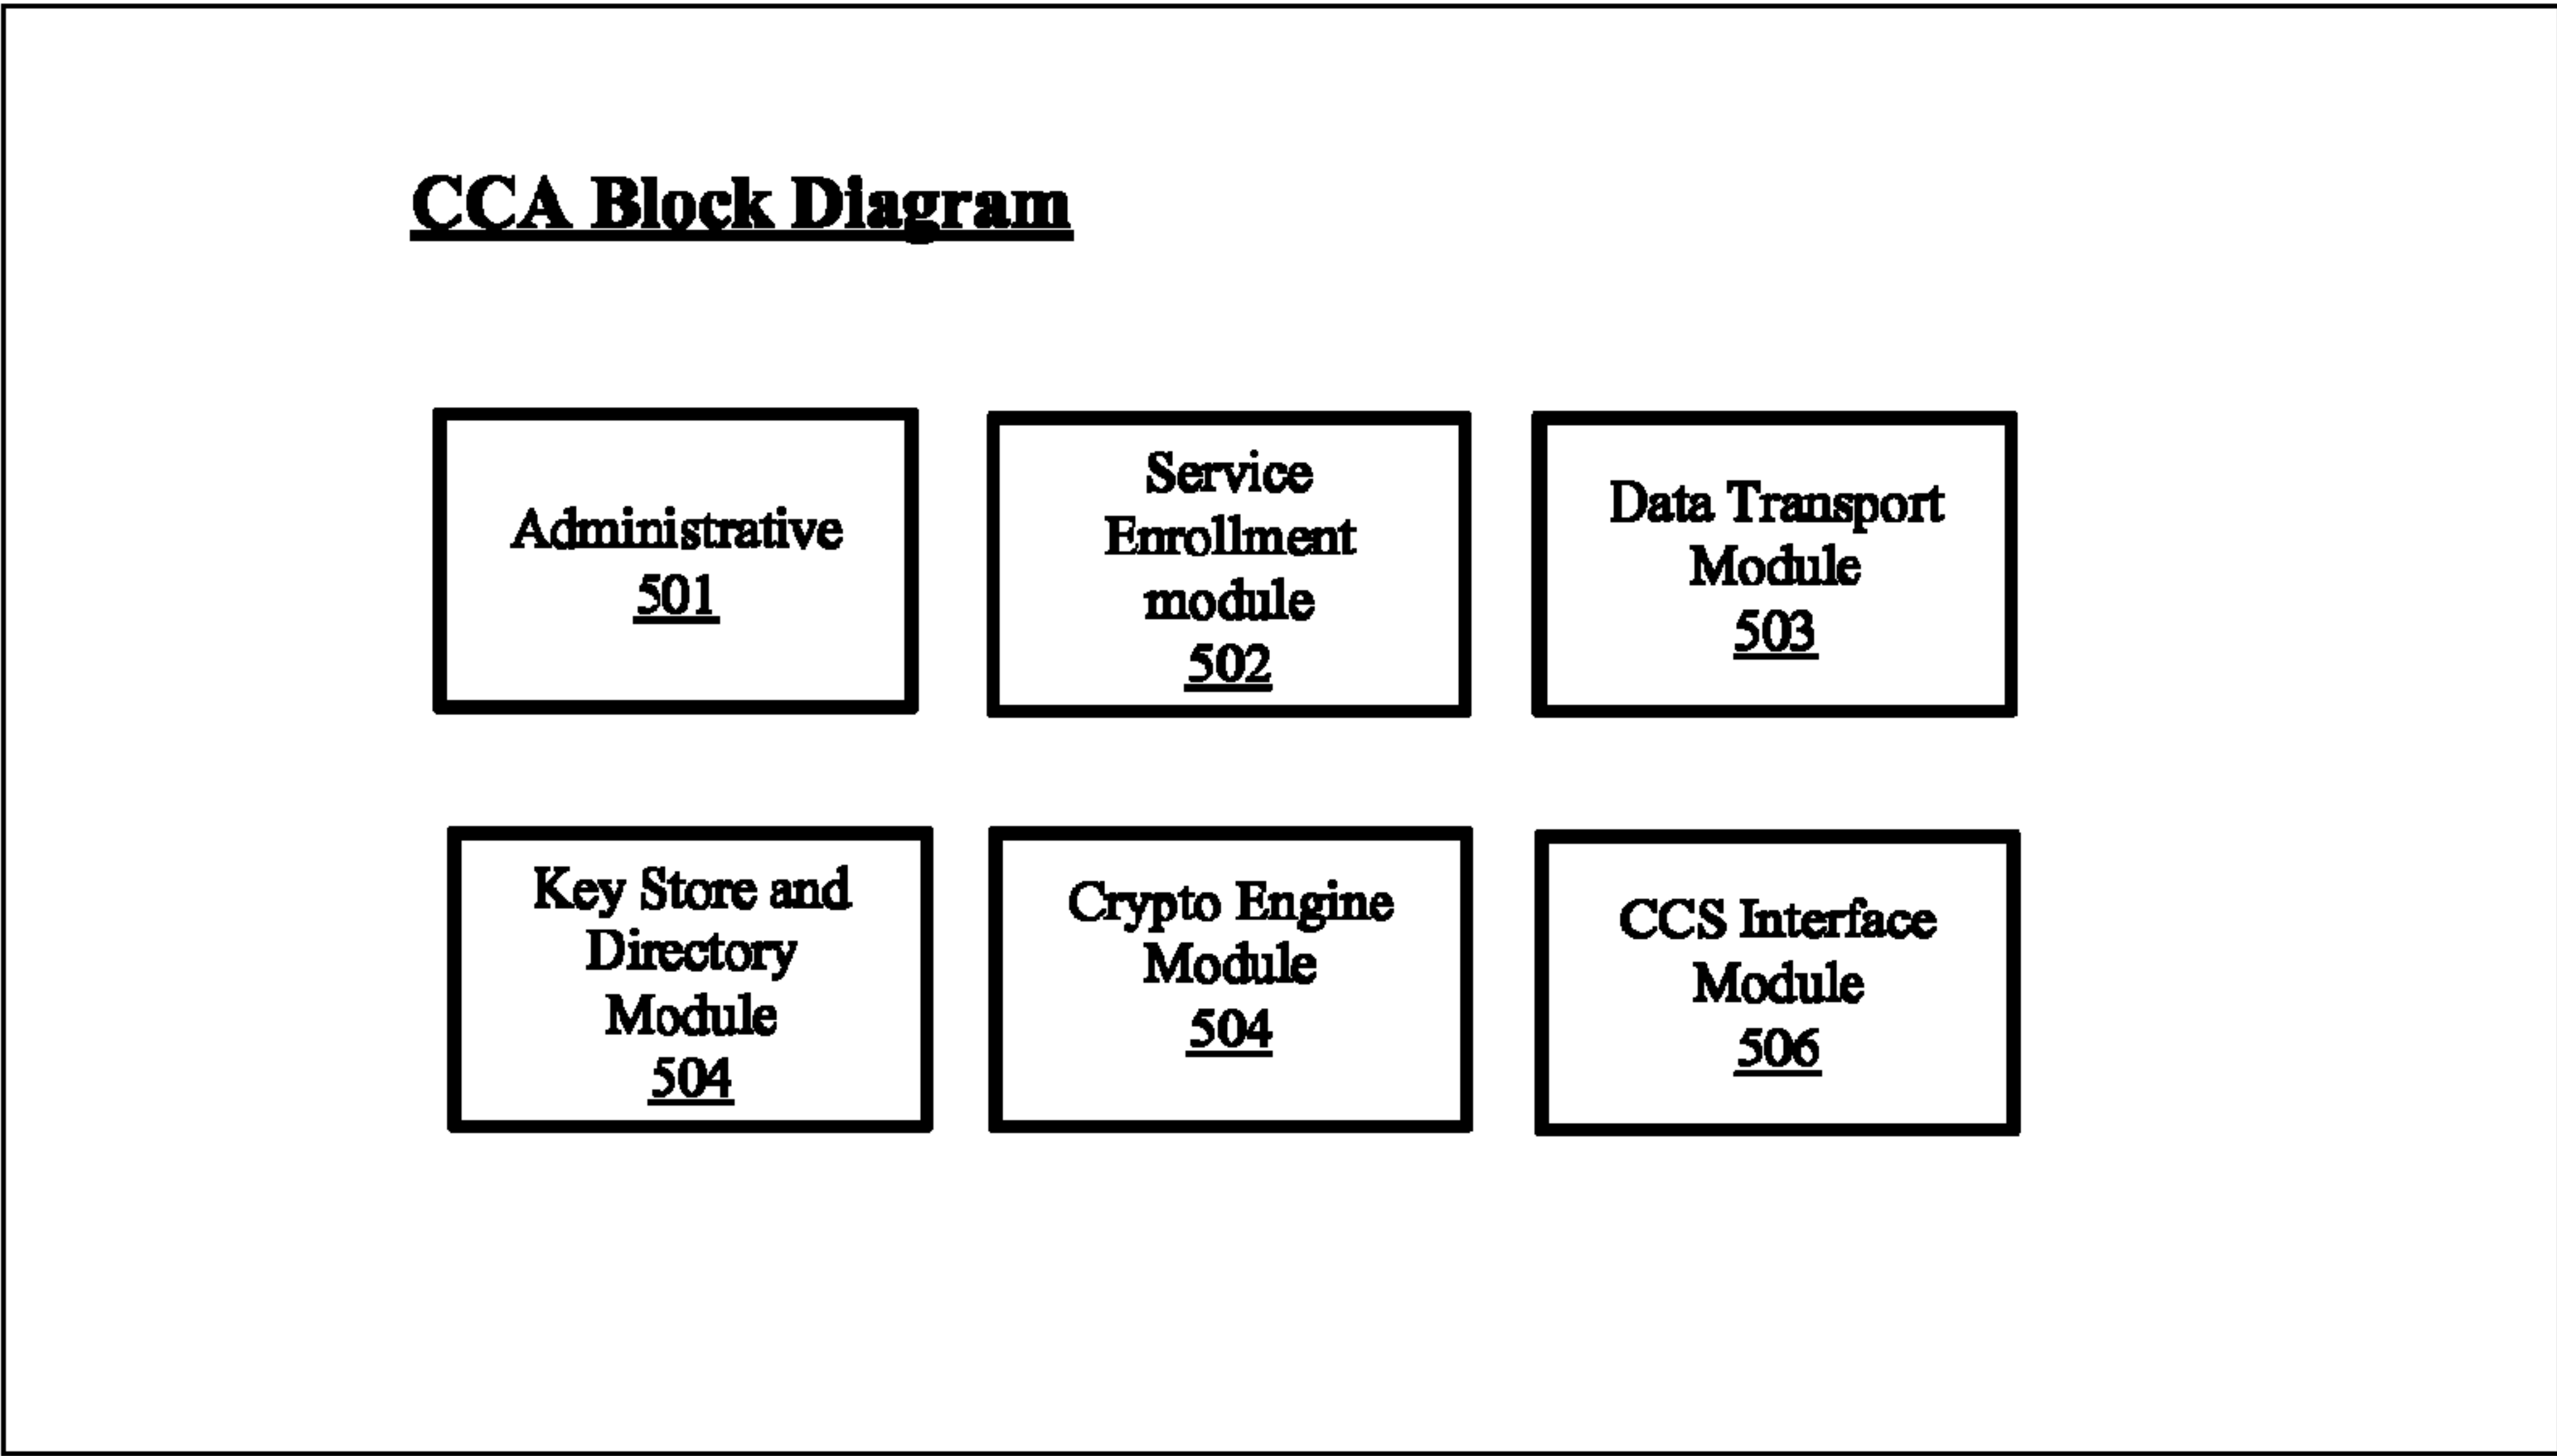 CCA Block Diagram
Administrative
501
Service
Enrollment
module
502
Data Transport
Module
503
Key Store and
Directory
Module
504
Crypto Engine
Module
504
CCS Interface
Module
506